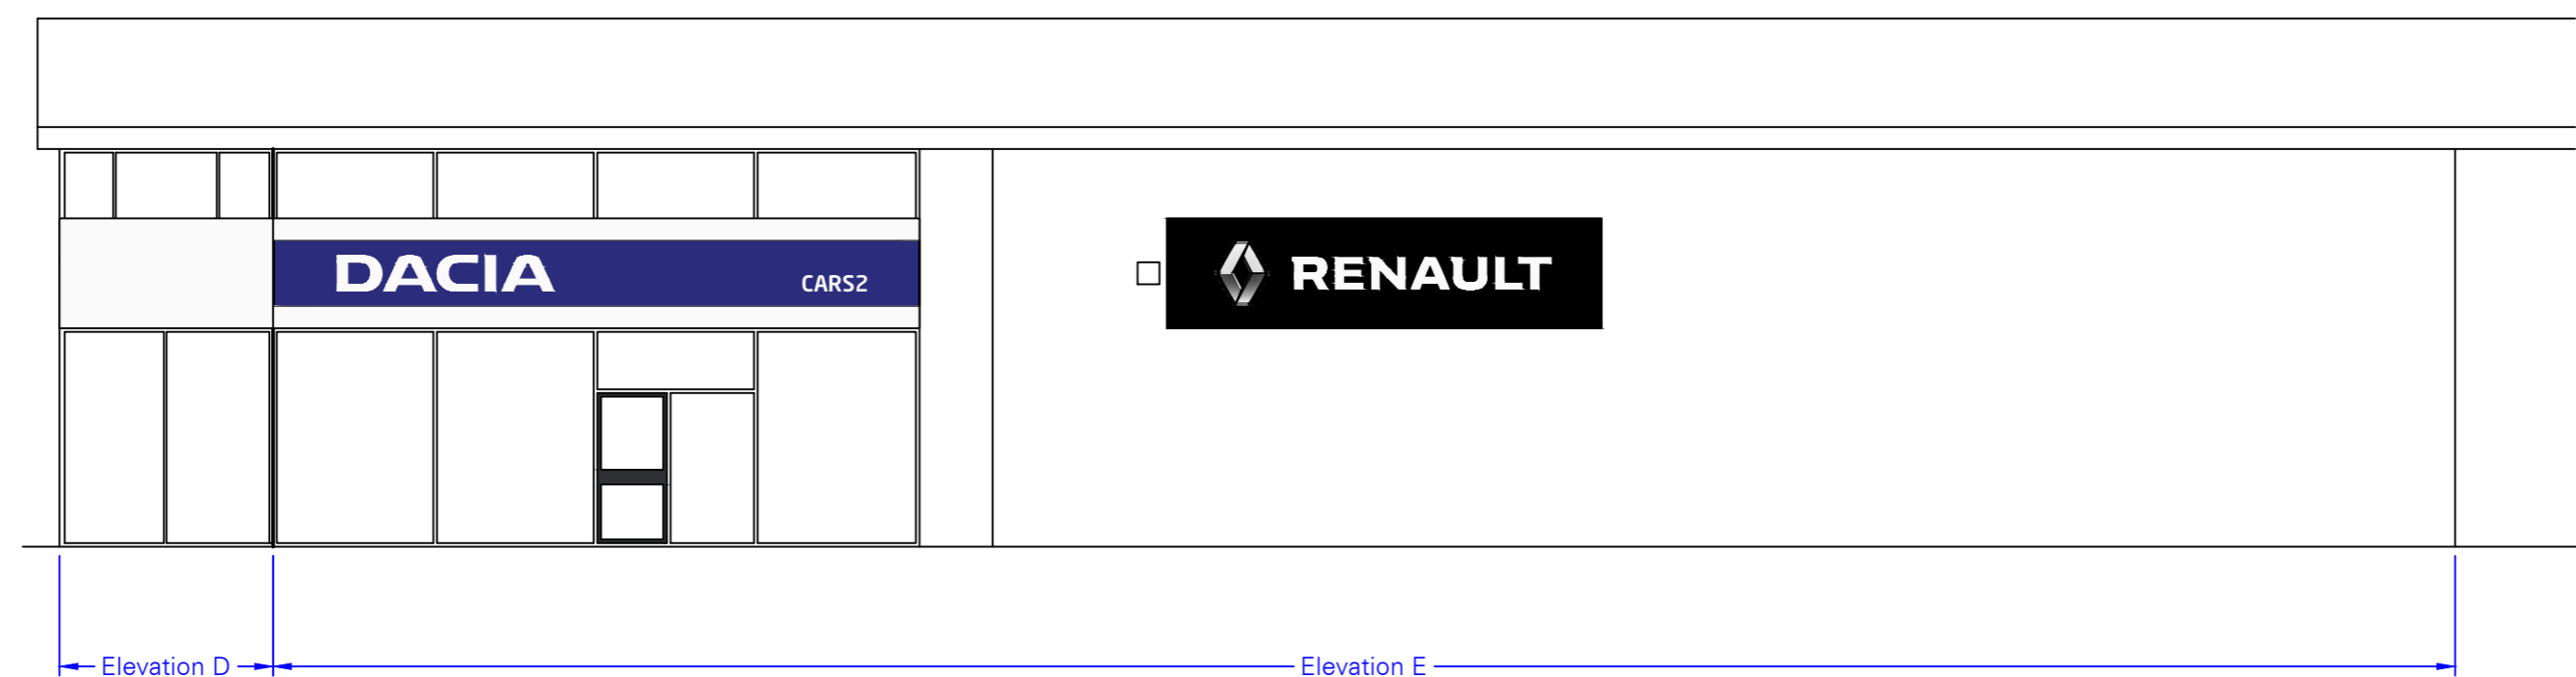 DACIA
CARS2
RENAULT
Elevation D
Elevation E